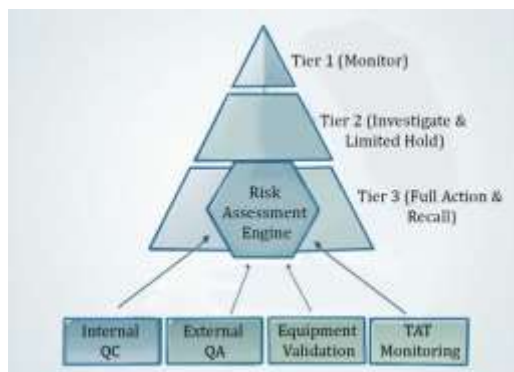 Tier 1 (Monitor)
Tier 2 (Investigate &
Limited Hold)
Risk
Assessment
Engine
Tier 3 (Full Action &
Recall)
Internal
QC
External
QA
Equipment
Validation
TAT
Monitoring